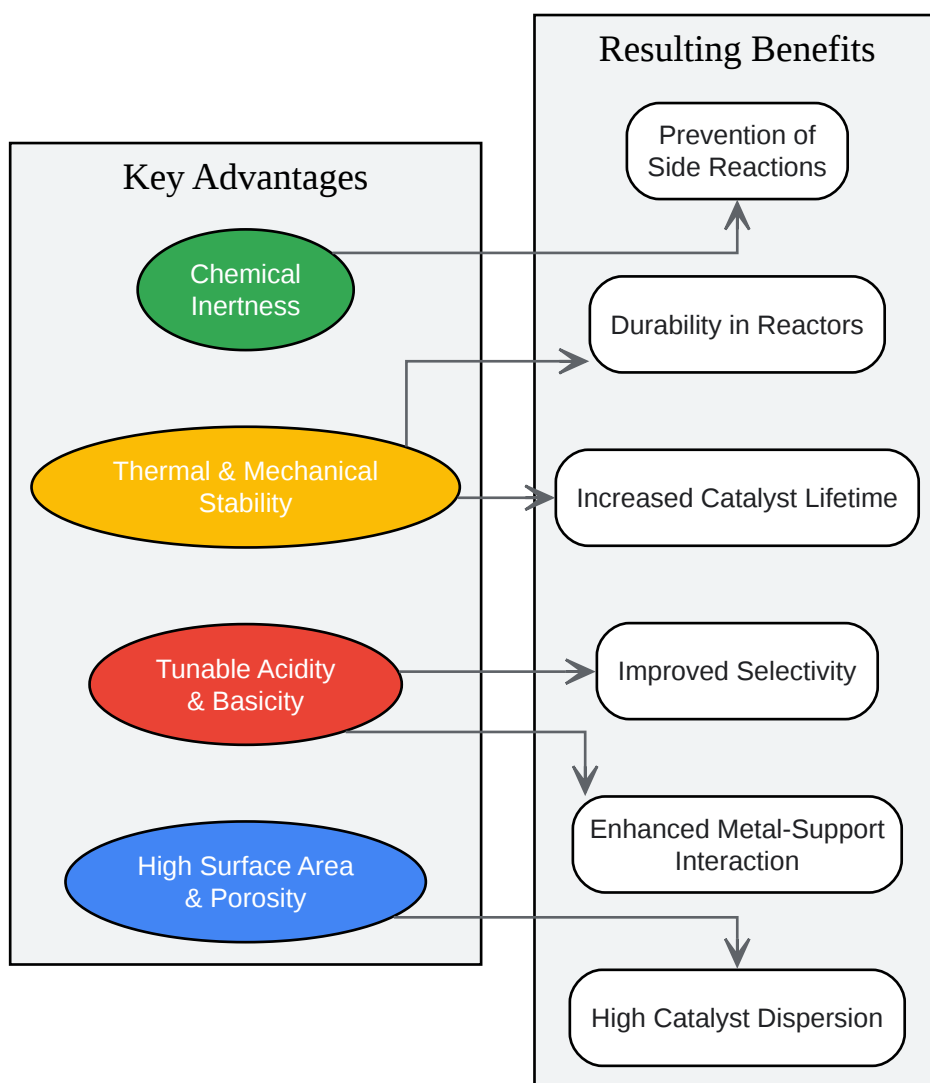 Key Advantages
Chemical
Inertness
Thermal & Mechanical
Stability
Tunable Acidity
& Basicity
High Surface Area
& Porosity
Resulting Benefits
Prevention of
Side Reactions
Durability in Reactors
Increased Catalyst Lifetime
Improved Selectivity
Enhanced Metal-Support
Interaction
High Catalyst Dispersion